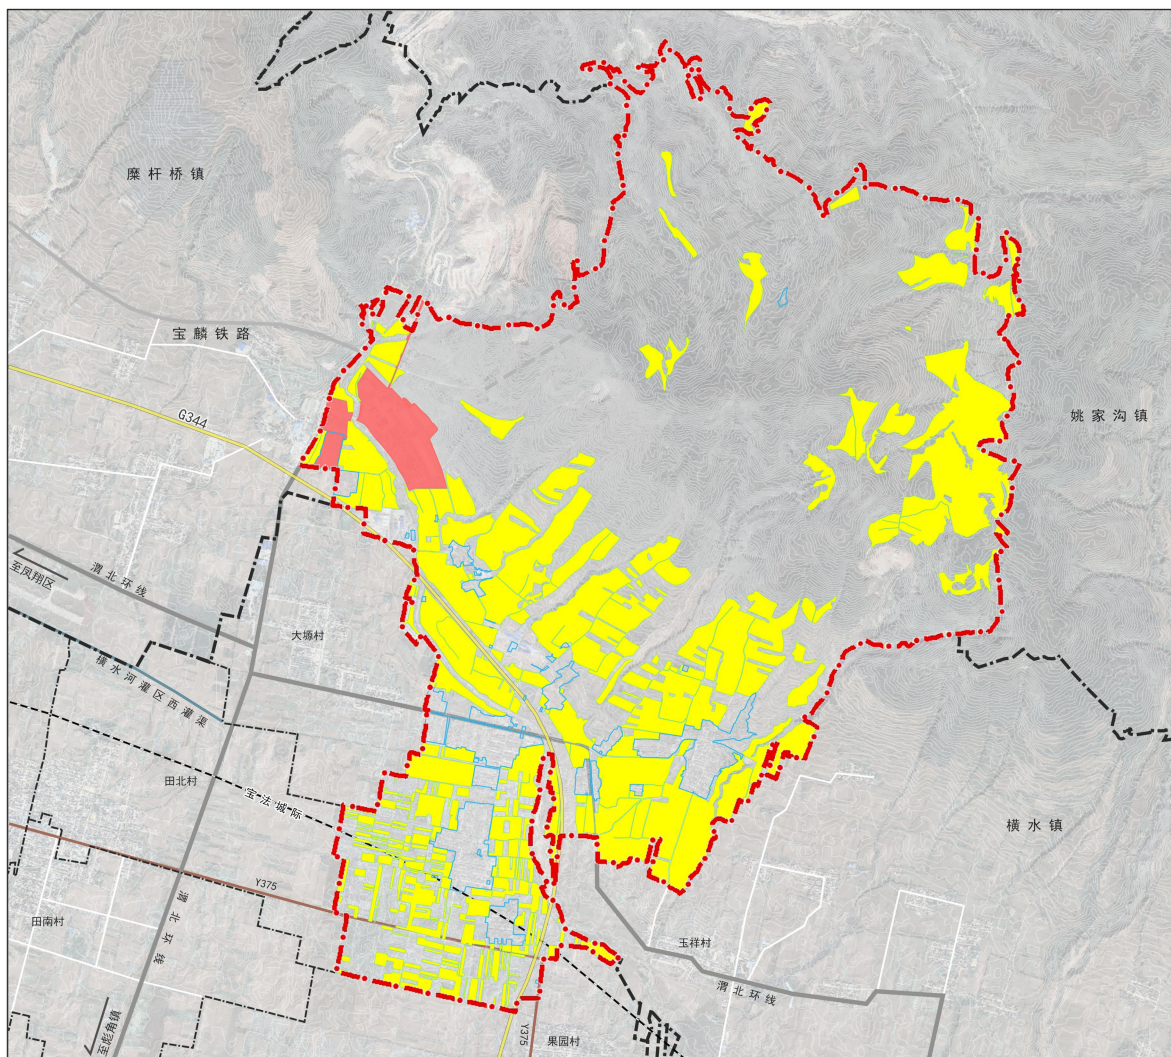 糜杆桥镇
宝麟铁路
G344
姚家沟镇
至凤翔区
渭北环线
大塬村
横水河灌区西灌渠
田北村
宝法城际
横水镇
Y375
田南村
渭北环线
玉祥村
渭北环线
至彪角镇
Y375
果园村